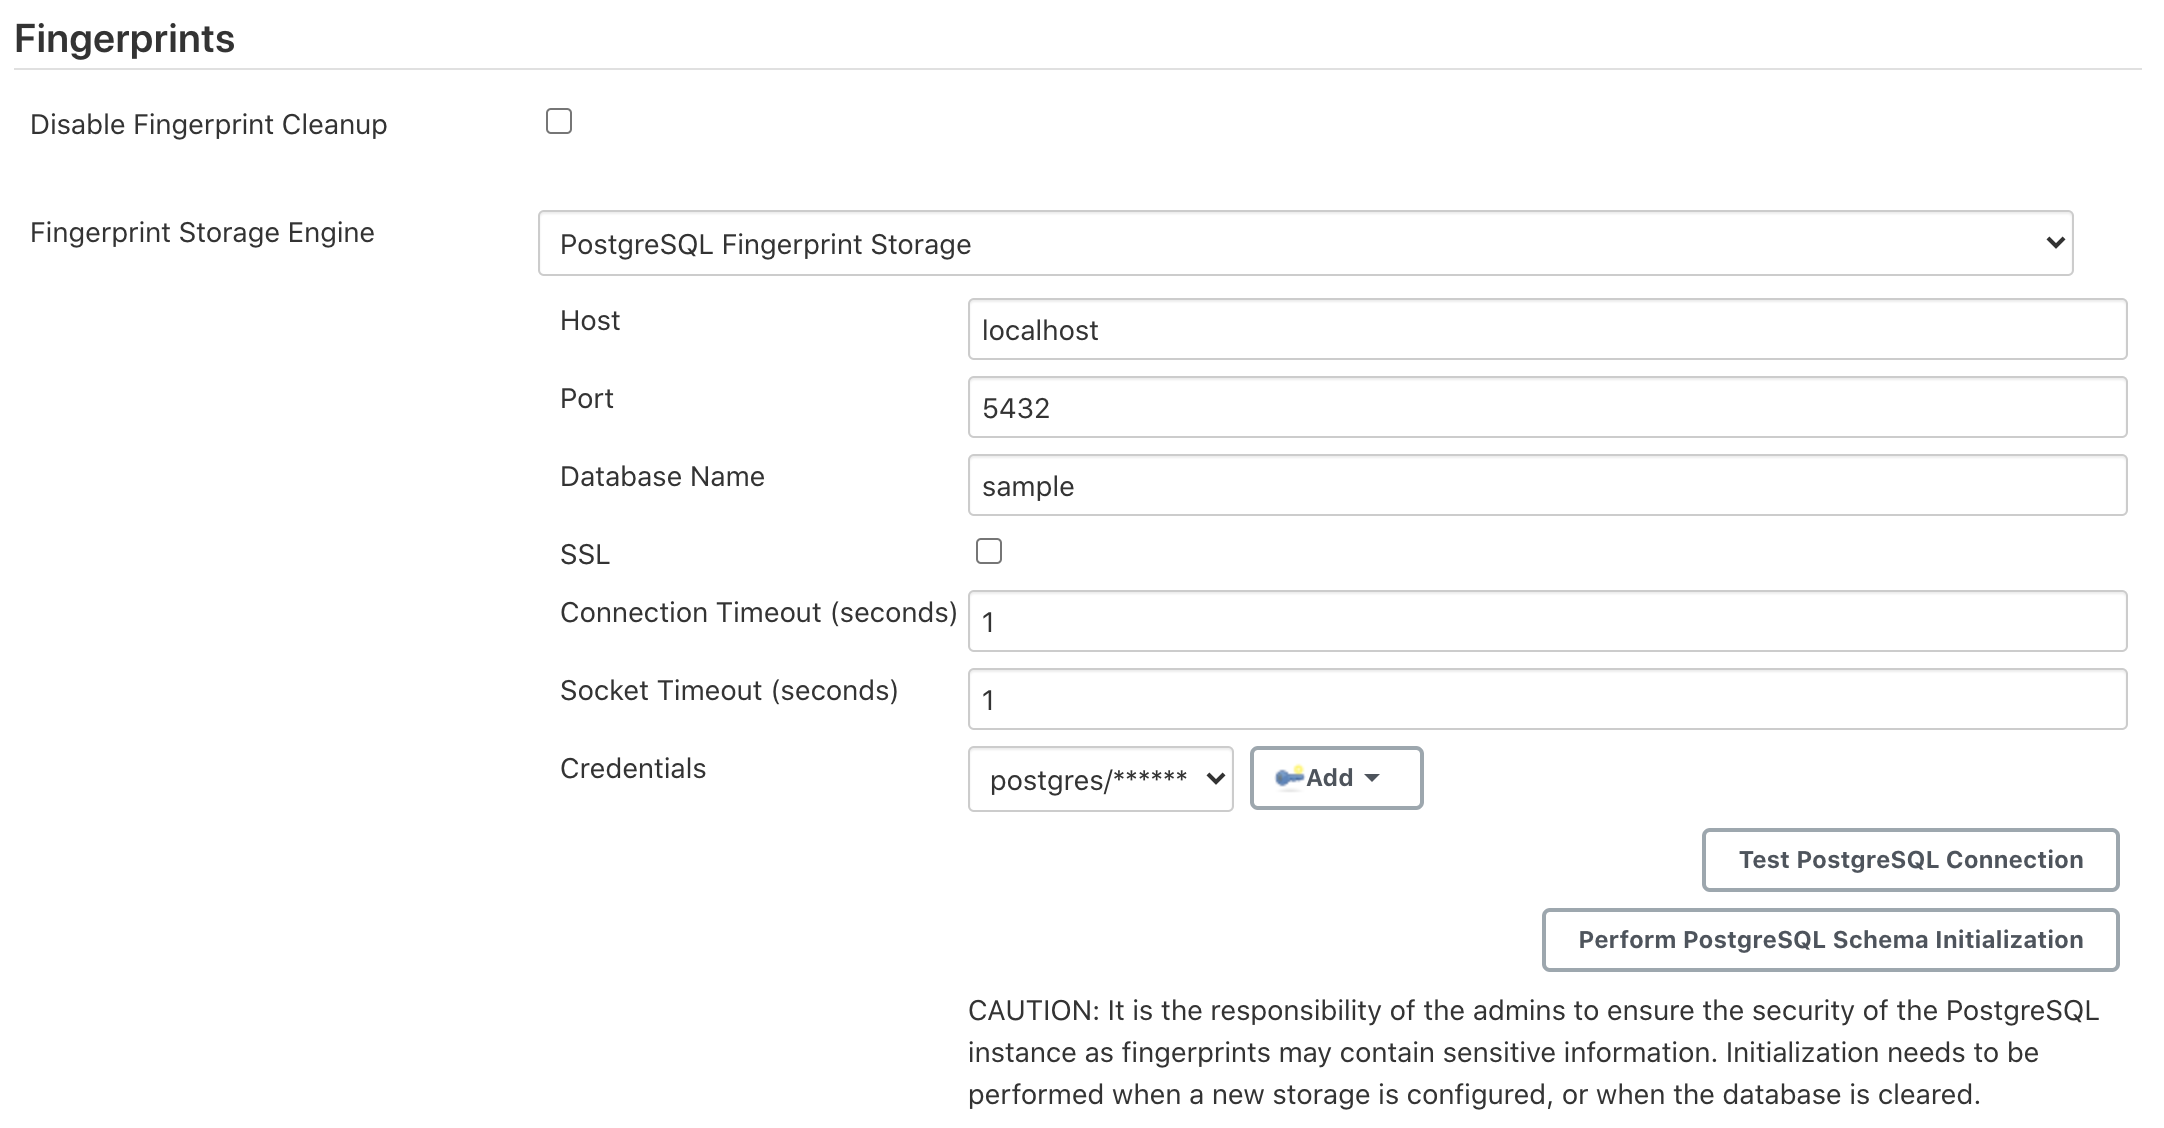 Fingerprints
Disable Fingerprint Cleanup
Fingerprint Storage Engine
PostgreSQL Fingerprint Storage
Host
localhost
Port
5432
Database Name
sample
SSL
Connection Timeout (seconds)
1
Socket Timeout (seconds)
1
Credentials
postgres/******
Add
Test PostgreSQL Connection
Perform PostgreSQL Schema Initialization
CAUTION: It is the responsibility of the admins to ensure the security of the PostgreSQL
instance as fingerprints may contain sensitive information. Initialization needs to be
performed when a new storage is configured, or when the database is cleared.